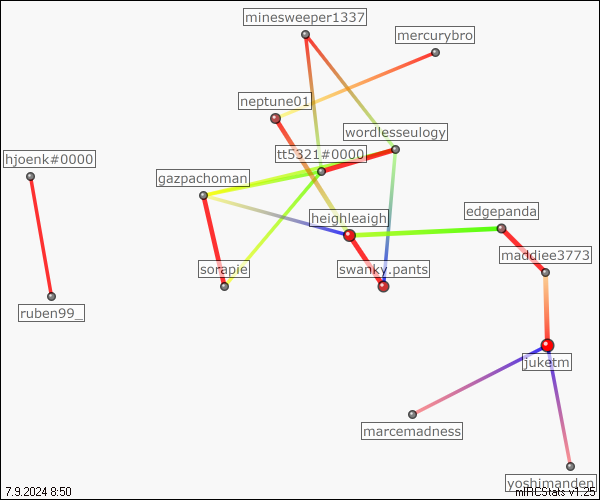 minesweeper1337
mercurybro
neptune01
wordlesseulogy
tt5321#0000
hjoenk#0000
gazpachoman
edgepanda
heighleaigh
maddiee3773
sorapie
swanky.pants
ruben99_
juketm
marcemadness
yoshimanden
7.9.2024 8:50
mIRCStats v1.25